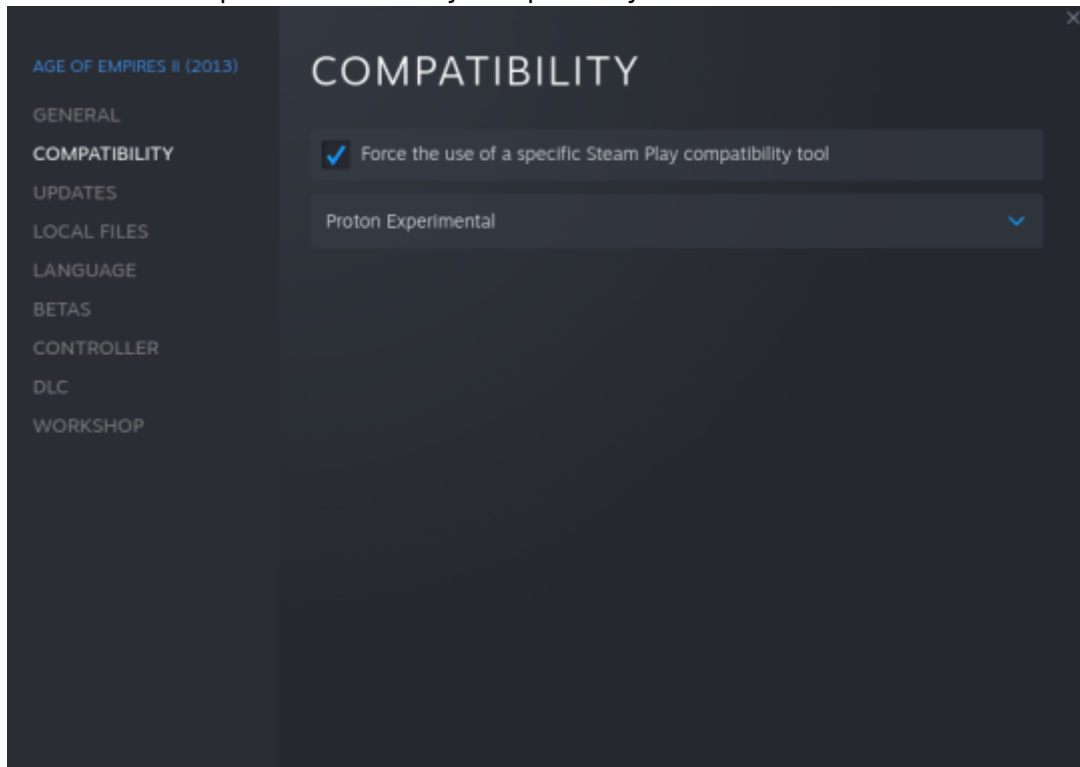 AGE OF EMPIRES II (2013)
GENERAL
COMPATIBILITY
UPDATES
LOCAL FILES
LANGUAGE
BETAS
CONTROLLER
DLC
WORKSHOP
COMPATIBILITY
Force the use of a specific Steam Play compatibility tool
Proton Experimental